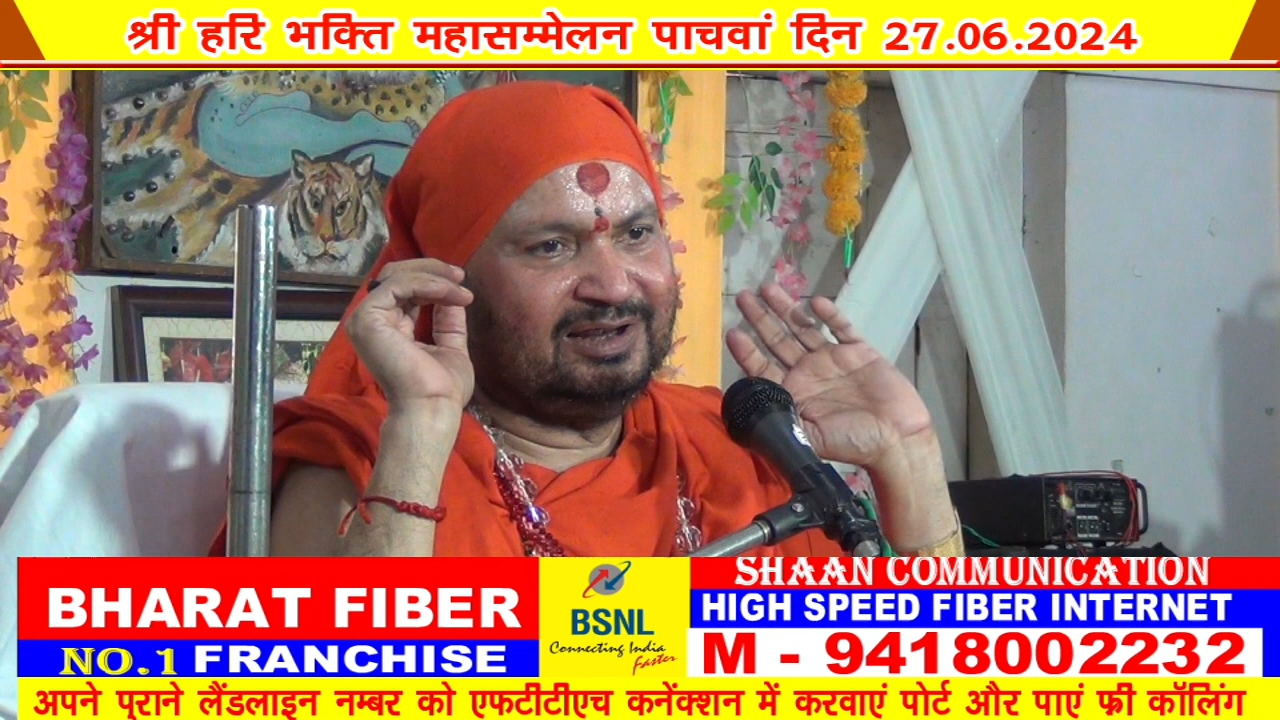 श्री हरि भक्ति महासम्मेलन पाचवां दिन 27.06.2024
BHARAT FIBER
NO.1 FRANCHISE
BSNL
Connecting India
Faster
SHAAN COMMUNICATION
HIGH SPEED FIBER INTERNET
M - 9418002232
अपने पुराने लैंडलाइन नम्बर को एफटीटीएच कनेंक्शन में करवाएं पोर्ट और पाएं फ्री कॉलिंग